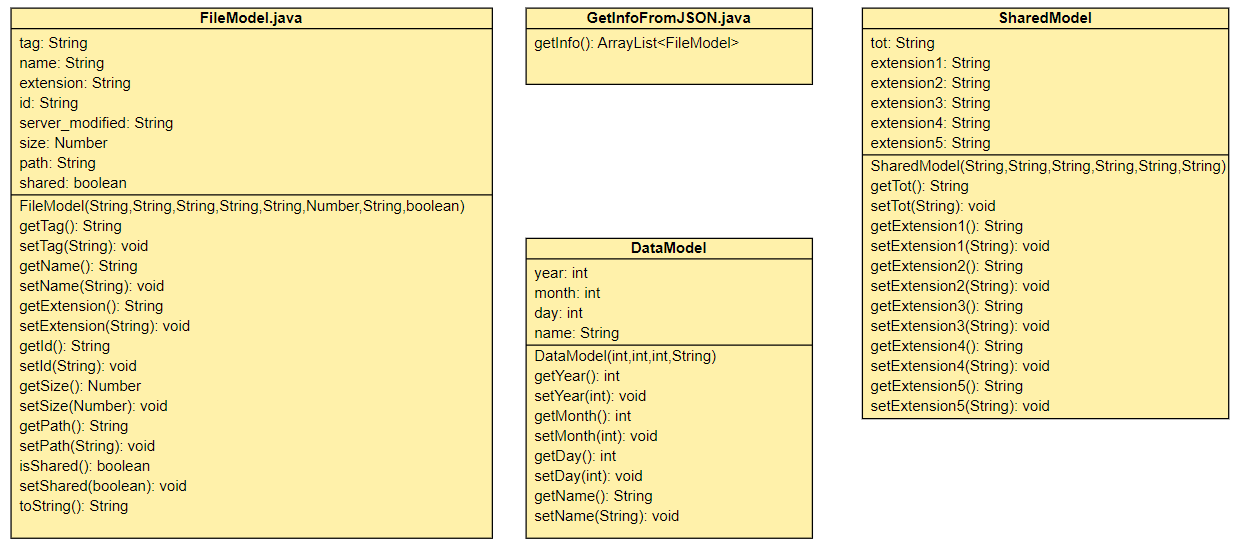 FileModel.java
tag: String
name: String
extension: String
id: String
server_modified: String
size: Number
path: String
shared: boolean
FileModel(String,String,String,String,String,Number,String,boolean)
getTag(): String
setTag(String): void
getName(): String
setName(String): void
getExtension(): String
setExtension(String): void
getId(): String
setId(String): void
getSize(): Number
setSize(Number): void
getPath(): String
setPath(String): void
isShared(): boolean
setShared(boolean): void
toString(): String
GetInfoFromJSON.java
getInfo(): ArrayList<FileModel>
DataModel
year: int
month: int
day: int
name: String
DataModel(int,int,int,String)
getYear(): int
setYear(int): void
getMonth(): int
setMonth(int): void
getDay(): int
setDay(int): void
getName(): String
setName(String): void
SharedModel
tot: String
extension1: String
extension2: String
extension3: String
extension4: String
extension5: String
SharedModel(String,String,String,String,String,String)
getTot(): String
setTot(String): void
getExtension1(): String
setExtension1(String): void
getExtension2(): String
setExtension2(String): void
getExtension3(): String
setExtension3(String): void
getExtension4(): String
setExtension4(String): void
getExtension5(): String
setExtension5(String): void